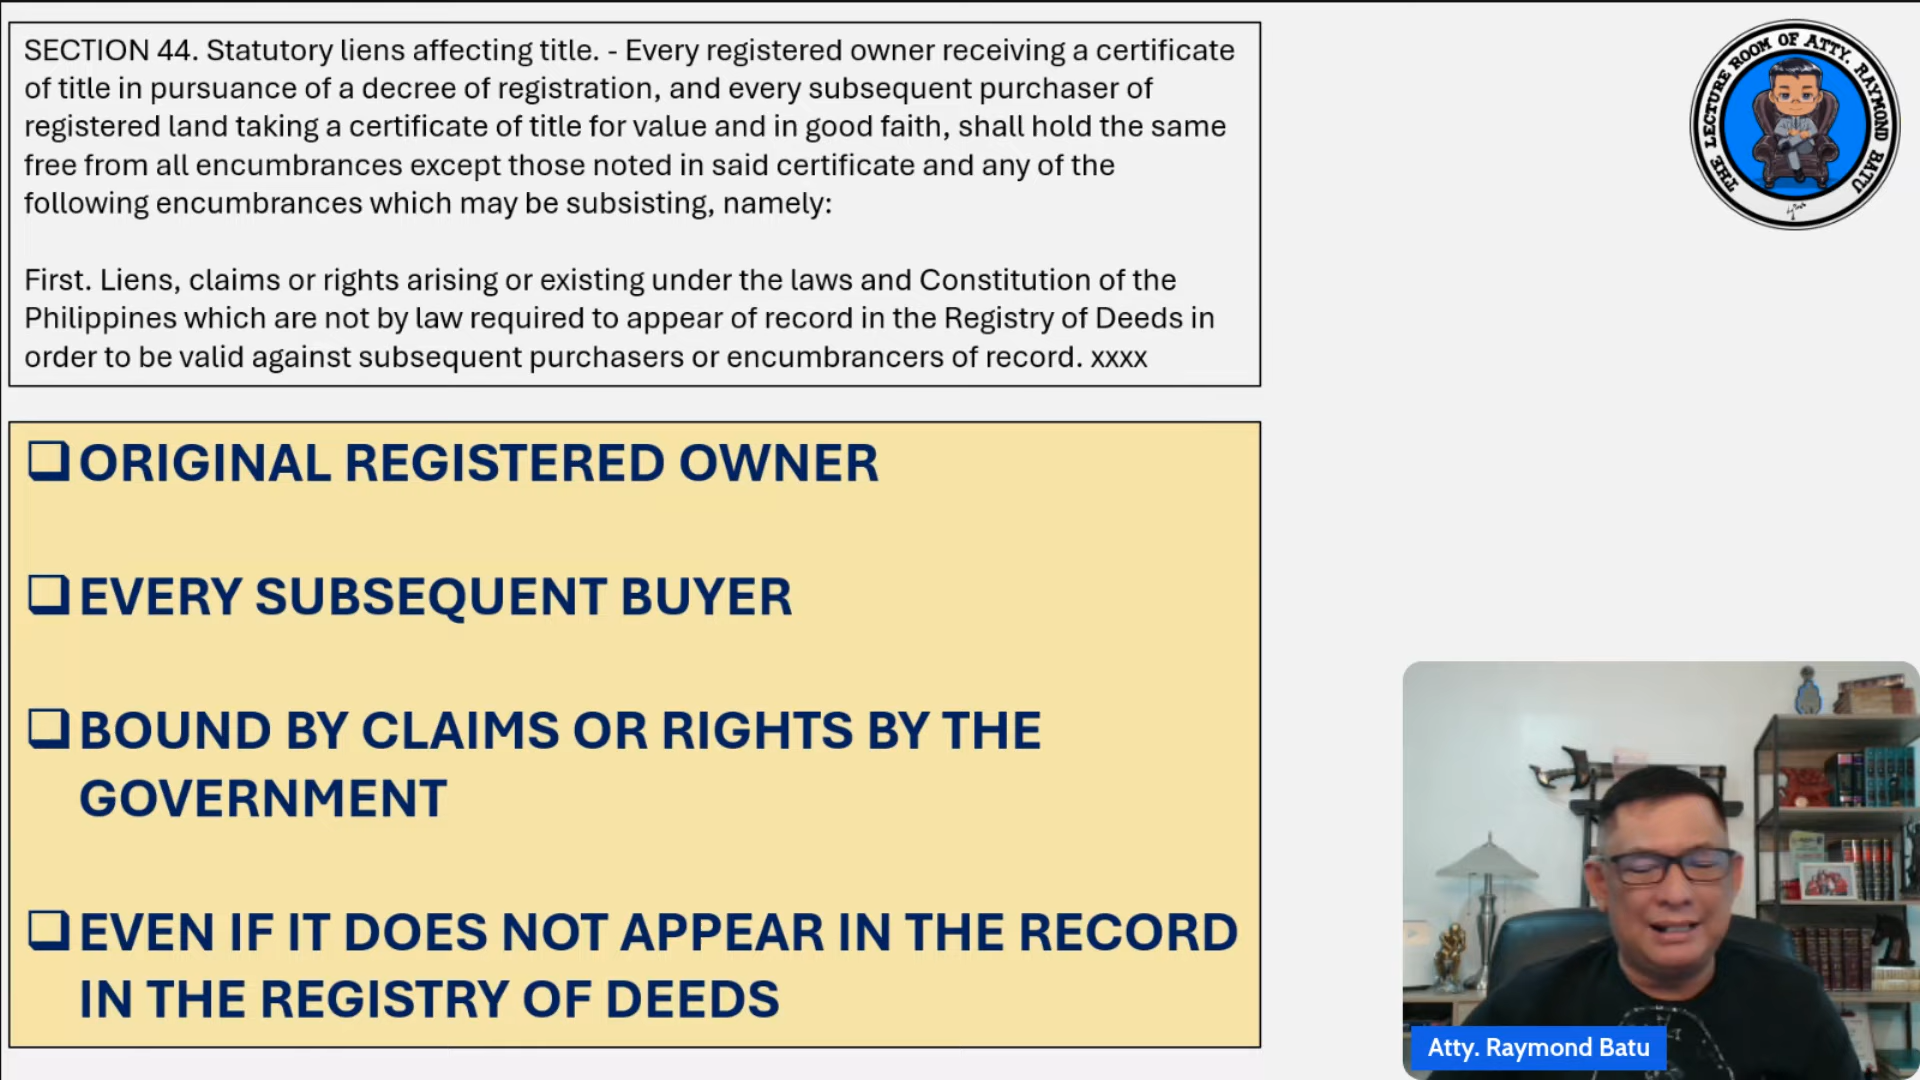 SECTION 44. Statutory liens affecting title. - Every registered owner receiving a certificate
of title in pursuance of a decree of registration, and every subsequent purchaser of
registered land taking a certificate of title for value and in good faith, shall hold the same
free from all encumbrances except those noted in said certificate and any of the
following encumbrances which may be subsisting, namely:
First. Liens, claims or rights arising or existing under the laws and Constitution of the
Philippines which are not by law required to appear of record in the Registry of Deeds in
order to be valid against subsequent purchasers or encumbrancers of record. xxxx
ORIGINAL REGISTERED OWNER
EVERY SUBSEQUENT BUYER
BOUND BY CLAIMS OR RIGHTS BY THE
GOVERNMENT
EVEN IF IT DOES NOT APPEAR IN THE RECORD
IN THE REGISTRY OF DEEDS
THE LECTURE ROOM OF ATTY. RAYMOND BATU
Atty. Raymond Batu